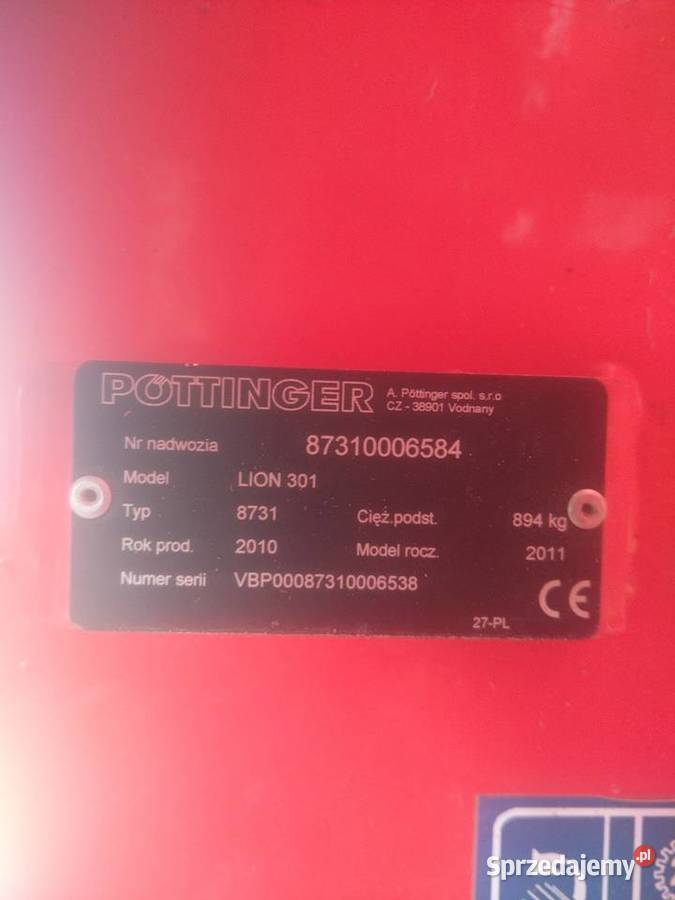 PÖTTINGER A. Pöttinger spol. s.r.o
CZ - 38901 Vodnany
Nr nadwozia 87310006584
Model LION 301
Typ 8731 Cięż.podst. 894 kg
Rok prod. 2010 Model rocz. 2011
Numer serii VBP00087310006538
CE
27-PL
Sprzedajemy.pl